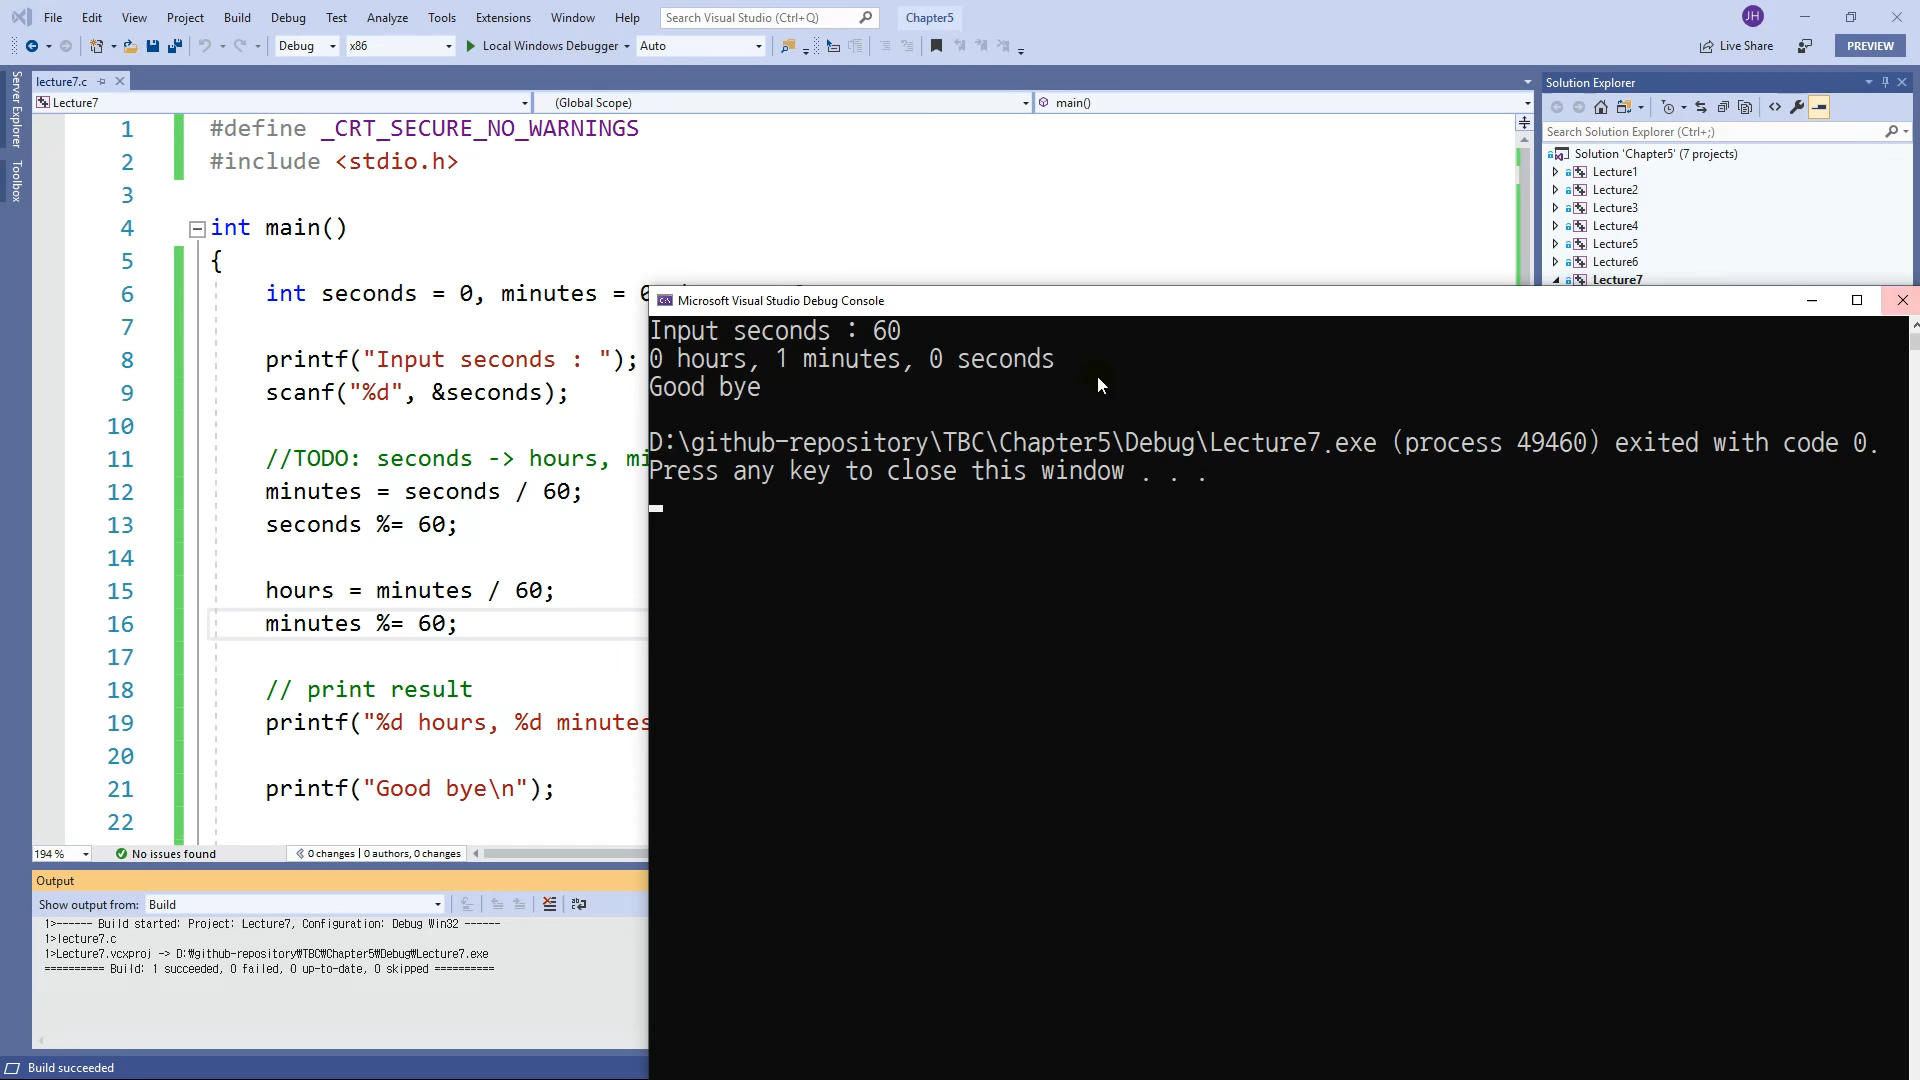 File Edit View Project Build Debug Test Analyze Tools Extensions Window Help Search Visual Studio (Ctrl+Q) Chapter5 JH
Debug x86 Local Windows Debugger Auto Live Share PREVIEW
Server Explorer
Toolbox
lecture7.c
Lecture7 (Global Scope) main()
1 #define _CRT_SECURE_NO_WARNINGS
2 #include <stdio.h>
3
4 int main()
5 {
6 int seconds = 0, minutes = 0
7
8 printf("Input seconds : ");
9 scanf("%d", &seconds);
10
11 //TODO: seconds -> hours, mi
12 minutes = seconds / 60;
13 seconds %= 60;
14
15 hours = minutes / 60;
16 minutes %= 60;
17
18 // print result
19 printf("%d hours, %d minutes
20
21 printf("Good bye\n");
22
194 % No issues found 0 changes | 0 authors, 0 changes
Output
Show output from: Build
1>------ Build started: Project: Lecture7, Configuration: Debug Win32 ------
1>lecture7.c
1>Lecture7.vcxproj -> D:₩github-repository₩TBC₩Chapter5₩Debug₩Lecture7.exe
========== Build: 1 succeeded, 0 failed, 0 up-to-date, 0 skipped ==========
Build succeeded
Microsoft Visual Studio Debug Console
Input seconds : 60
0 hours, 1 minutes, 0 seconds
Good bye
D:\github-repository\TBC\Chapter5\Debug\Lecture7.exe (process 49460) exited with code 0.
Press any key to close this window . . .
Solution Explorer
Search Solution Explorer (Ctrl+;)
Solution 'Chapter5' (7 projects)
Lecture1
Lecture2
Lecture3
Lecture4
Lecture5
Lecture6
Lecture7